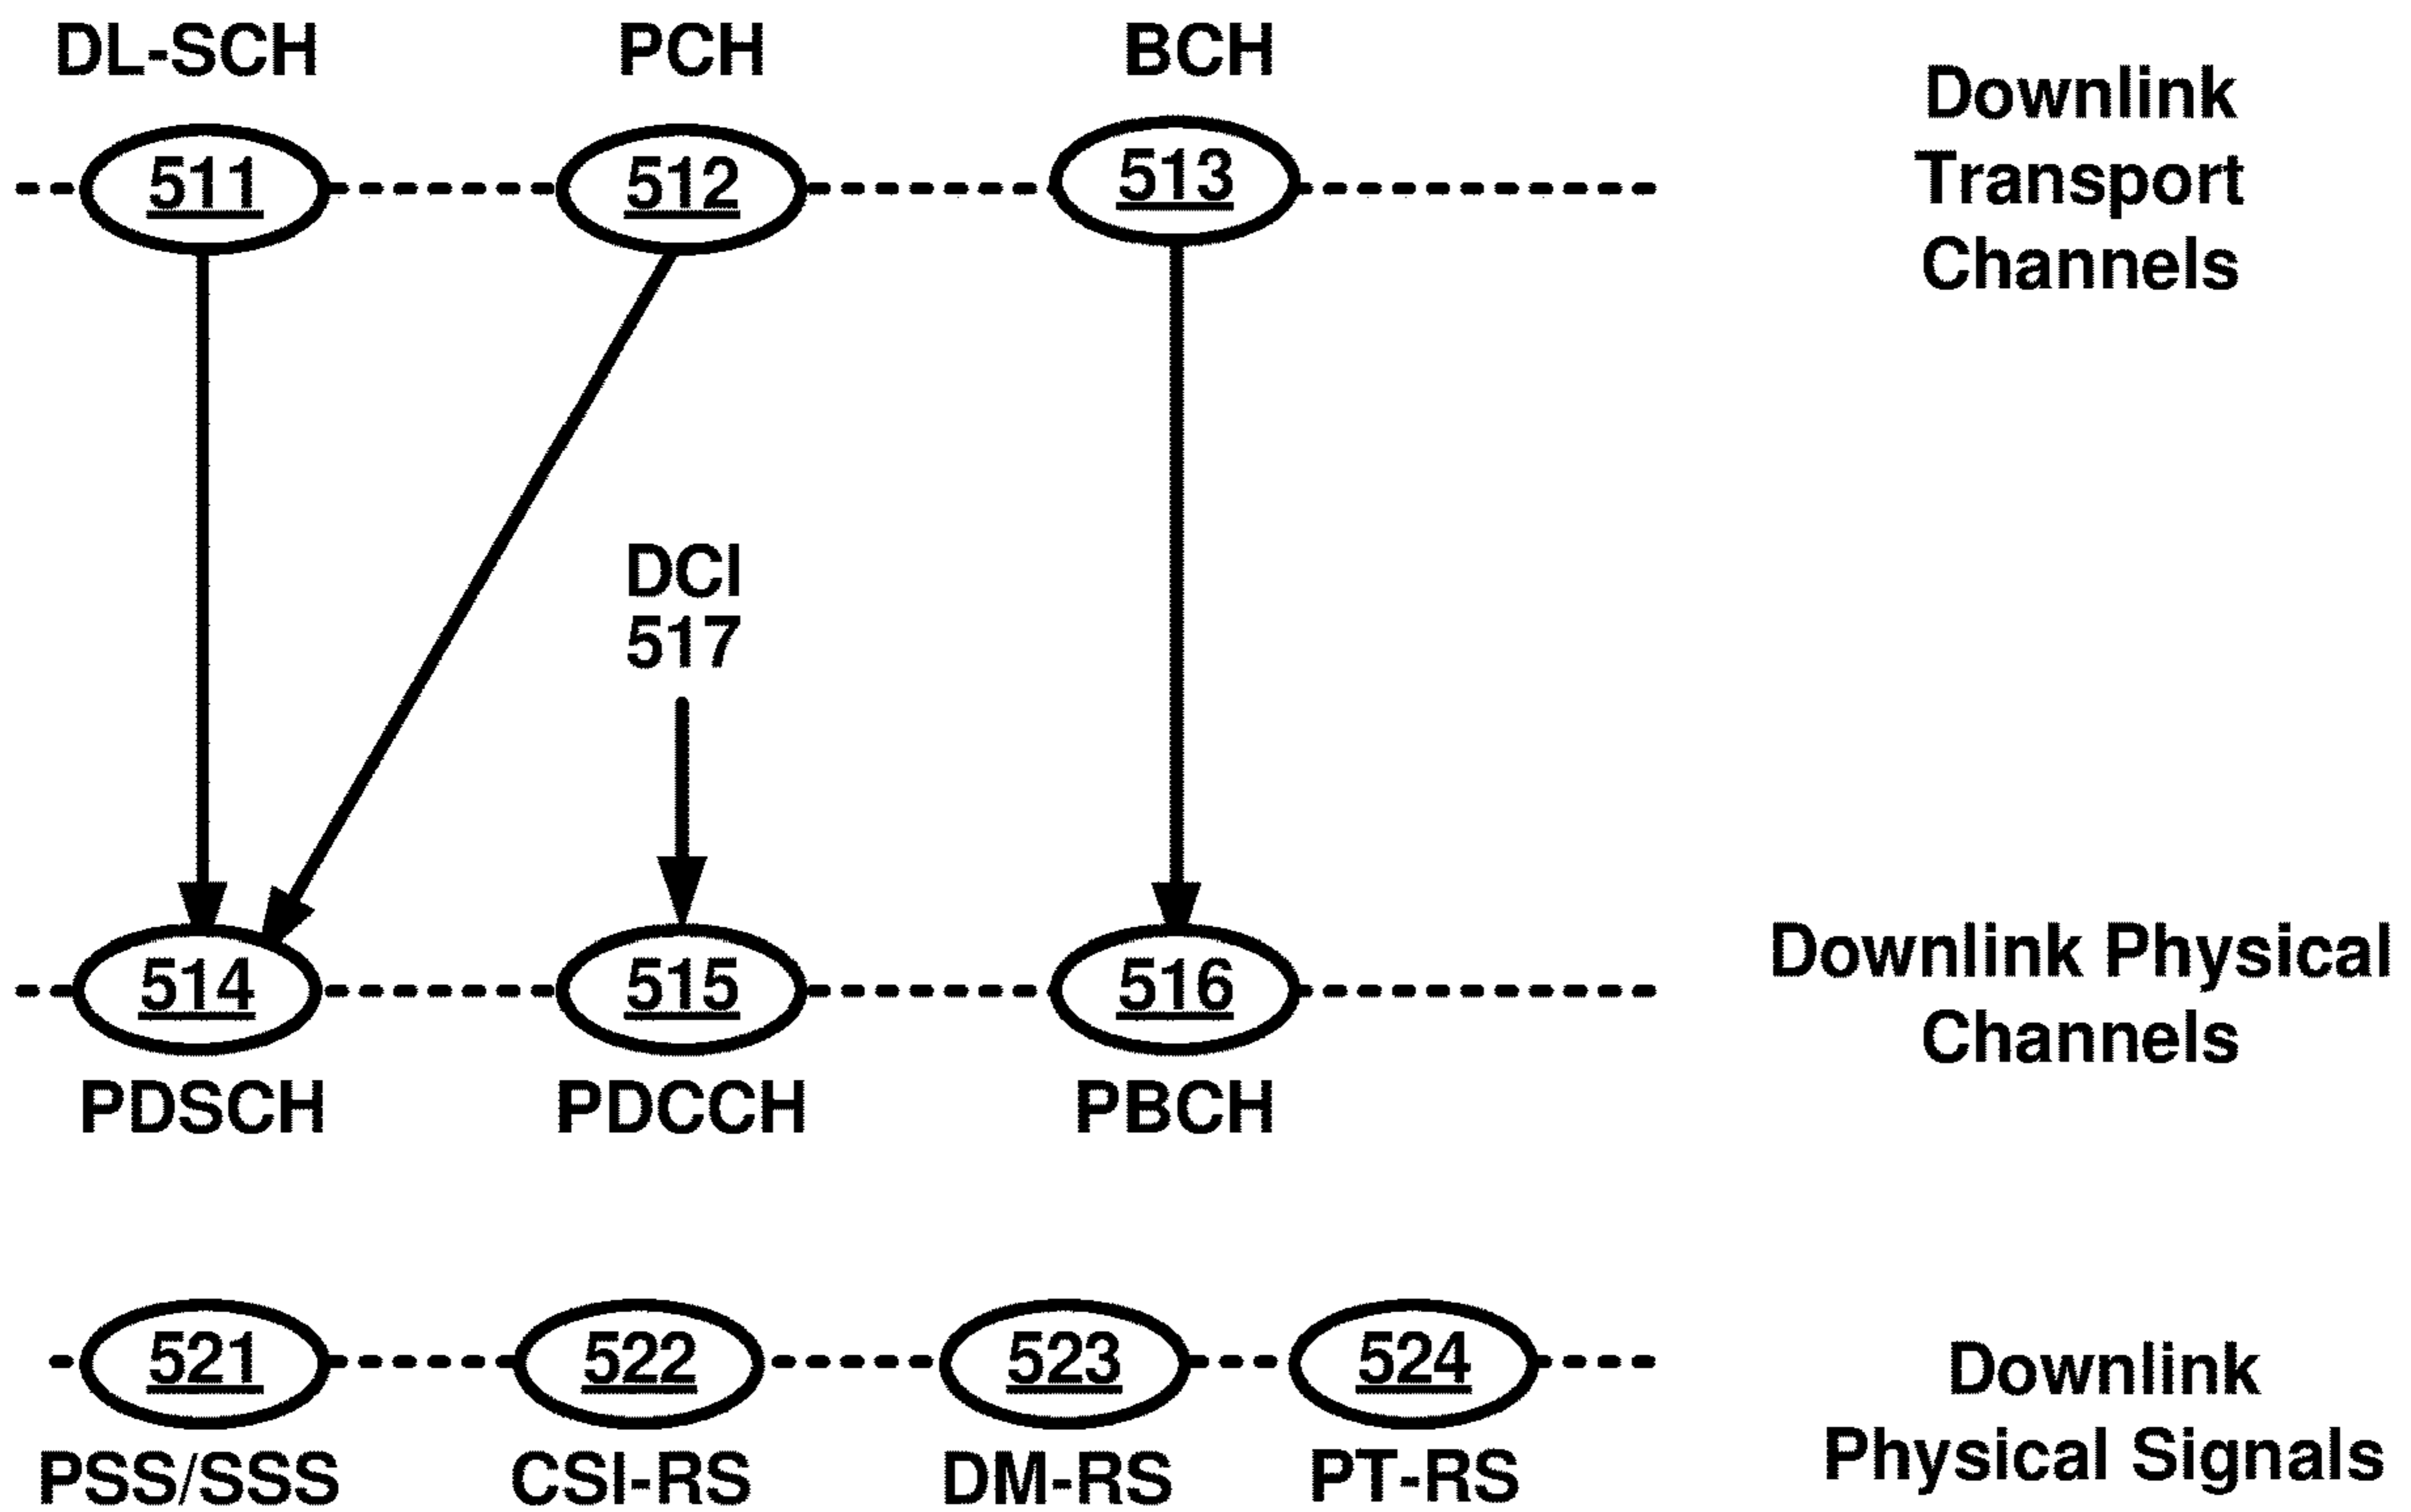 DL-SCH
PCH
BCH
Downlink
Transport
Channels
511
512
513
DCI
517
514
515
516
Downlink Physical
Channels
PDSCH
PDCCH
PBCH
521
522
523
524
Downlink
Physical Signals
PSS/SSS
CSI-RS
DM-RS
PT-RS